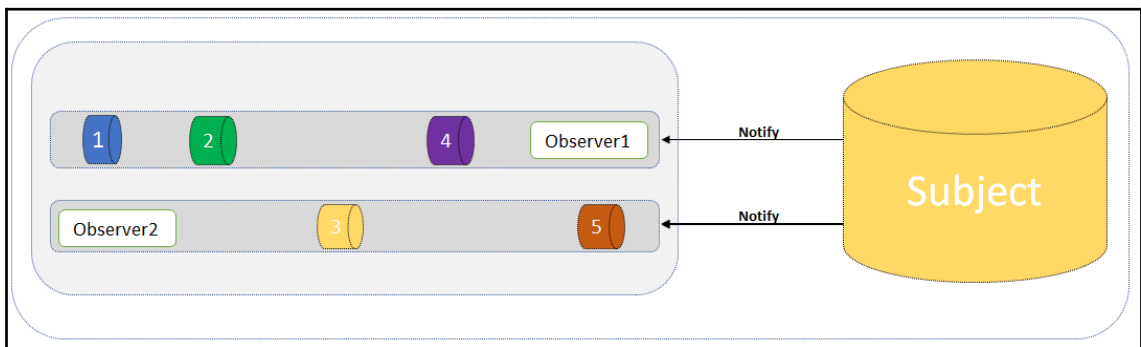 1
2
4
Observer1
Notify
Subject
Observer2
3
5
Notify